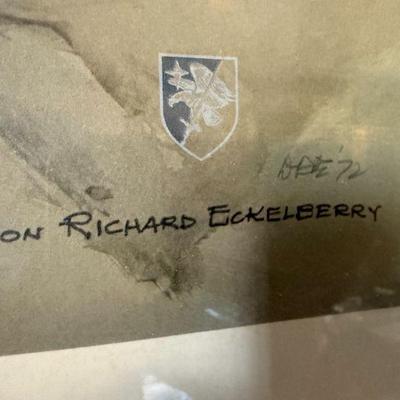 DRE '72
ON RICHARD ECKELBERRY